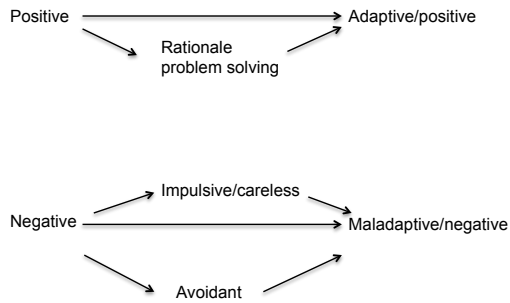 Positive
Adaptive/positive
Rationale
problem solving
Impulsive/careless
Negative
Maladaptive/negative
Avoidant